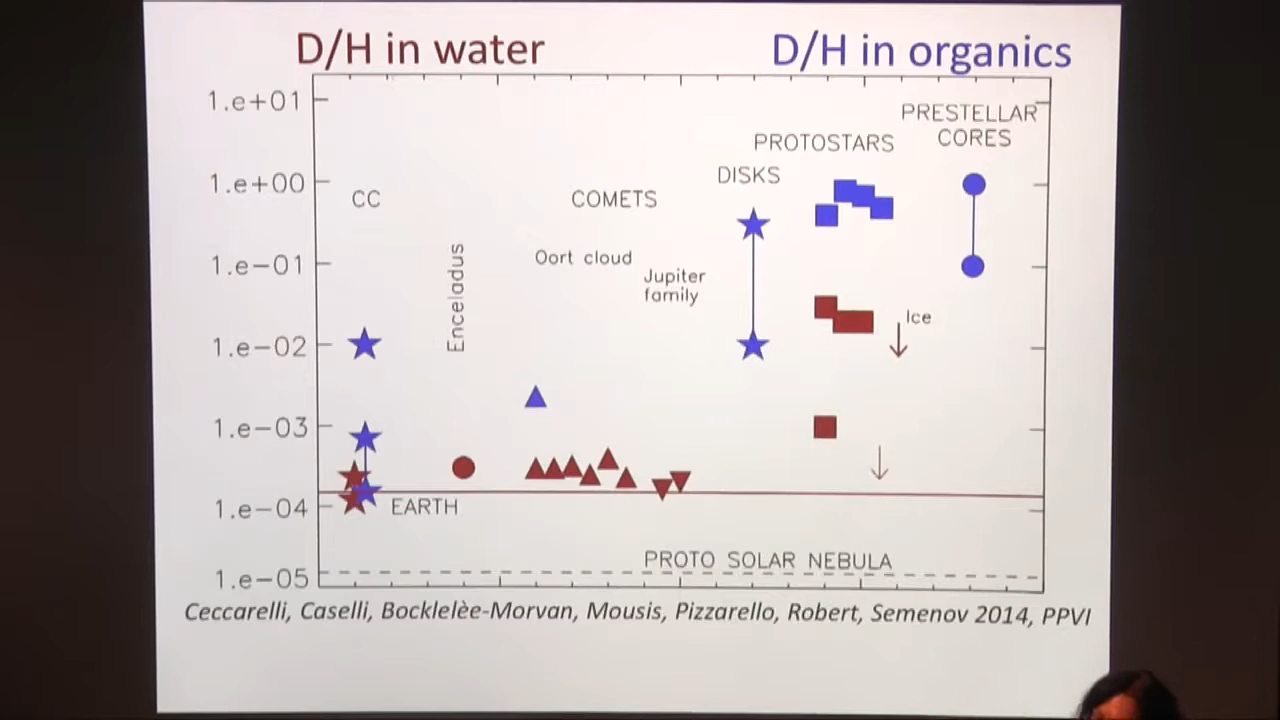 D/H in water
D/H in organics
1.e+01
1.e+00
1.e−01
1.e−02
1.e−03
1.e−04
1.e−05
PRESTELLAR
CORES
PROTOSTARS
DISKS
CC
COMETS
Enceladus
Oort cloud
Jupiter
family
Ice
EARTH
PROTO SOLAR NEBULA
Ceccarelli, Caselli, Bocklelèe-Morvan, Mousis, Pizzarello, Robert, Semenov 2014, PPVI